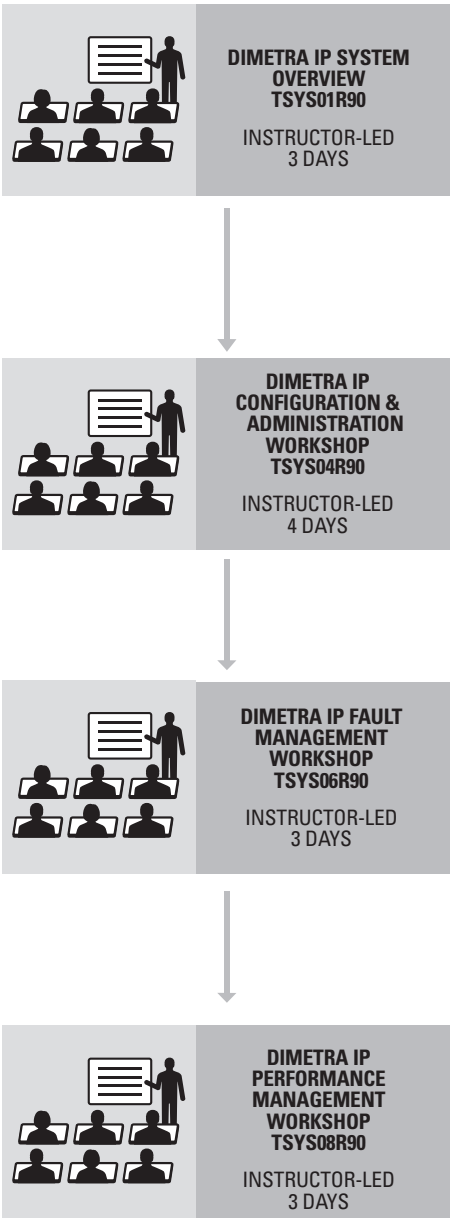 DIMETRA IP SYSTEM
OVERVIEW
TSYS01R90
INSTRUCTOR-LED
3 DAYS
DIMETRA IP
CONFIGURATION &
ADMINISTRATION
WORKSHOP
TSYS04R90
INSTRUCTOR-LED
4 DAYS
DIMETRA IP FAULT
MANAGEMENT
WORKSHOP
TSYS06R90
INSTRUCTOR-LED
3 DAYS
DIMETRA IP
PERFORMANCE
MANAGEMENT
WORKSHOP
TSYS08R90
INSTRUCTOR-LED
3 DAYS